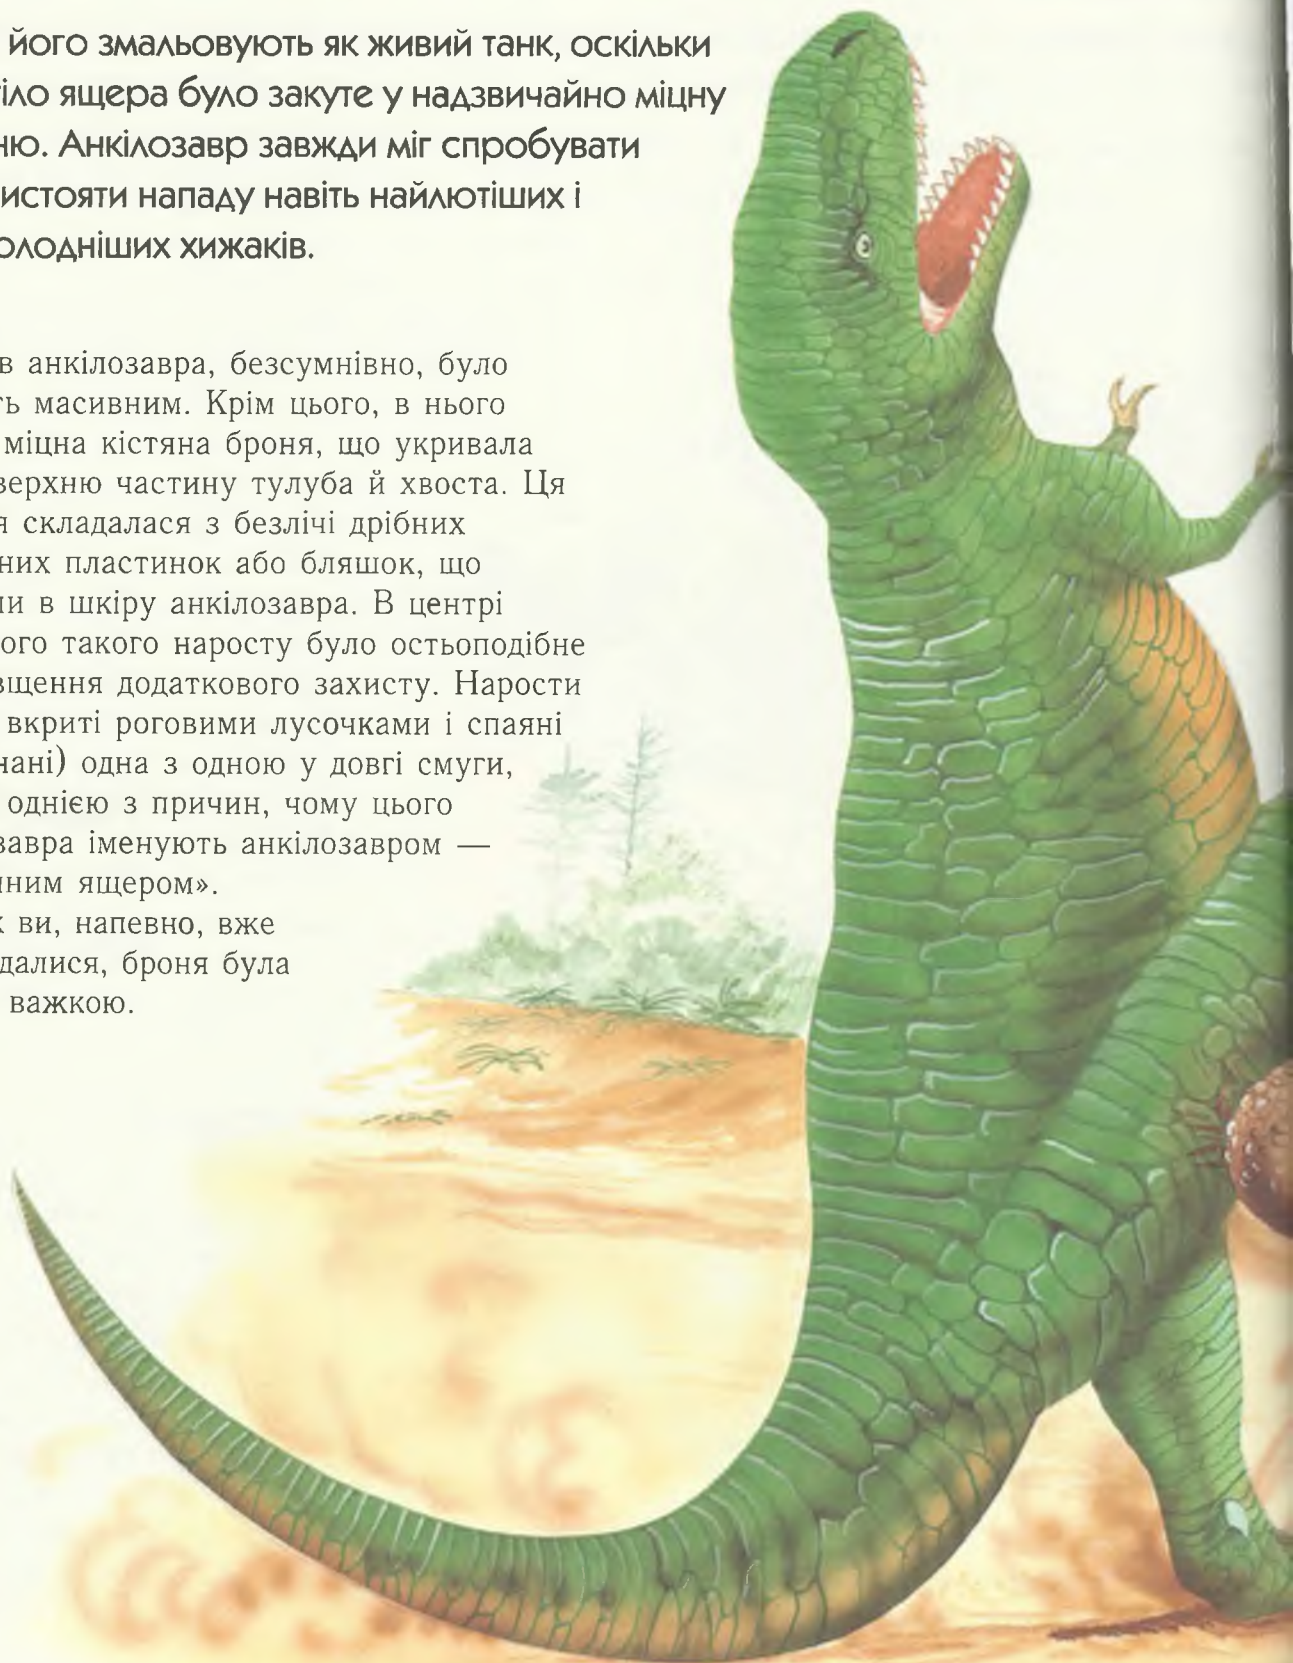 його змальовують як живий танк, оскільки
іло ящера було закуте у надзвичайно міцну
ню. Анкілозавр завжди міг спробувати
истояти нападу навіть найлютіших і
олодніших хижаків.
в анкілозавра, безсумнівно, було
ть масивним. Крім цього, в нього
міцна кістяна броня, що укривала
верхню частину тулуба й хвоста. Ця
я складалася з безлічі дрібних
них пластинок або бляшок, що
ли в шкіру анкілозавра. В центрі
ого такого наросту було остьоподібне
вщення додаткового захисту. Нарости
вкриті роговими лусочками і спаяні
нані) одна з одною у довгі смуги,
однією з причин, чому цього
завра іменують анкілозавром —
яним ящером».
к ви, напевно, вже
далися, броня була
важкою.